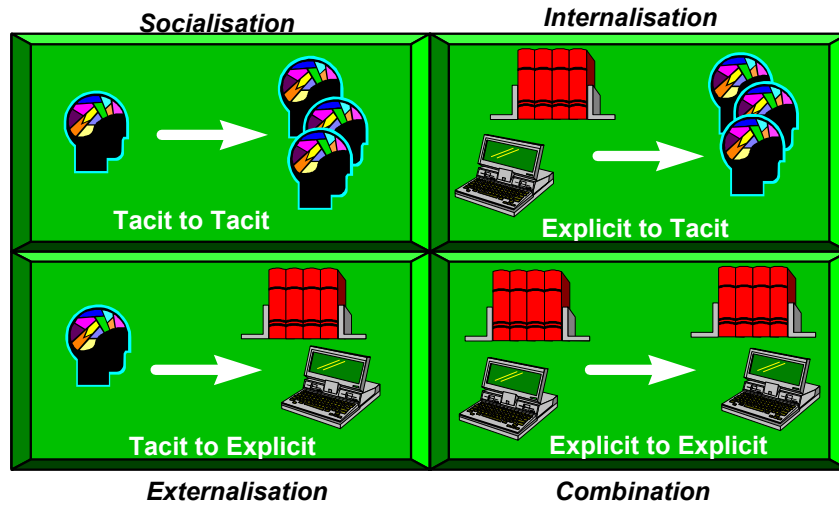 Socialisation
Internalisation
Tacit to Tacit
Explicit to Tacit
Tacit to Explicit
Explicit to Explicit
Externalisation
Combination